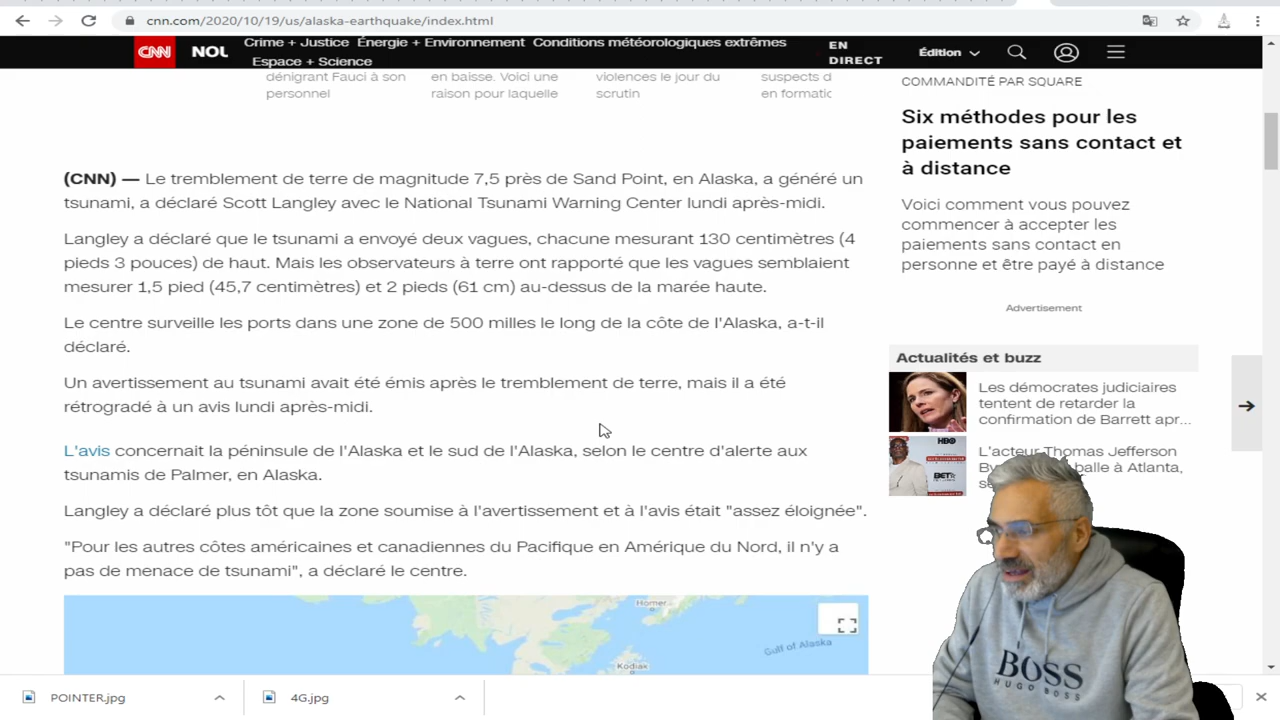 cnn.com/2020/10/19/us/alaska-earthquake/index.html
CNN
NOL
Crime + Justice Énergie + Environnement Conditions météorologiques extrêmes
Espace + Science
EN
DIRECT
Édition
dénigrant Fauci à son
personnel
en baisse. Voici une
raison pour laquelle
violences le jour du
scrutin
suspects d
en formatic
(CNN) — Le tremblement de terre de magnitude 7,5 près de Sand Point, en Alaska, a généré un
tsunami, a déclaré Scott Langley avec le National Tsunami Warning Center lundi après-midi.
Langley a déclaré que le tsunami a envoyé deux vagues, chacune mesurant 130 centimètres (4
pieds 3 pouces) de haut. Mais les observateurs à terre ont rapporté que les vagues semblaient
mesurer 1,5 pied (45,7 centimètres) et 2 pieds (61 cm) au-dessus de la marée haute.
Le centre surveille les ports dans une zone de 500 milles le long de la côte de l'Alaska, a-t-il
déclaré.
Un avertissement au tsunami avait été émis après le tremblement de terre, mais il a été
rétrogradé à un avis lundi après-midi.
L'avis concernait la péninsule de l'Alaska et le sud de l'Alaska, selon le centre d'alerte aux
tsunamis de Palmer, en Alaska.
Langley a déclaré plus tôt que la zone soumise à l'avertissement et à l'avis était "assez éloignée".
"Pour les autres côtes américaines et canadiennes du Pacifique en Amérique du Nord, il n'y a
pas de menace de tsunami", a déclaré le centre.
Homer
Gulf of Alaska
Kodiak
COMMANDITÉ PAR SQUARE
Six méthodes pour les
paiements sans contact et
à distance
Voici comment vous pouvez
commencer à accepter les
paiements sans contact en
personne et être payé à distance
Advertisement
Actualités et buzz
Les démocrates judiciaires
tentent de retarder la
confirmation de Barrett apr...
HBO
BET
L'acteur Thomas Jefferson
By balle à Atlanta,
BOSS
HUGO BOSS
POINTER.jpg
4G.jpg